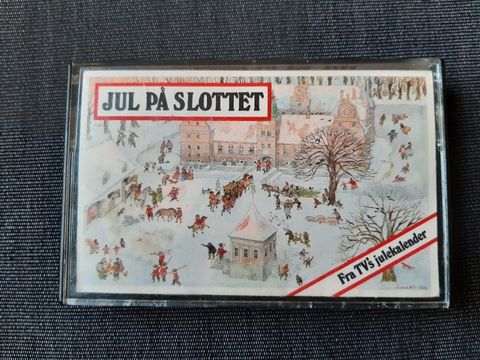 JUL PÅ SLOTTET
Fra TV's julekalender